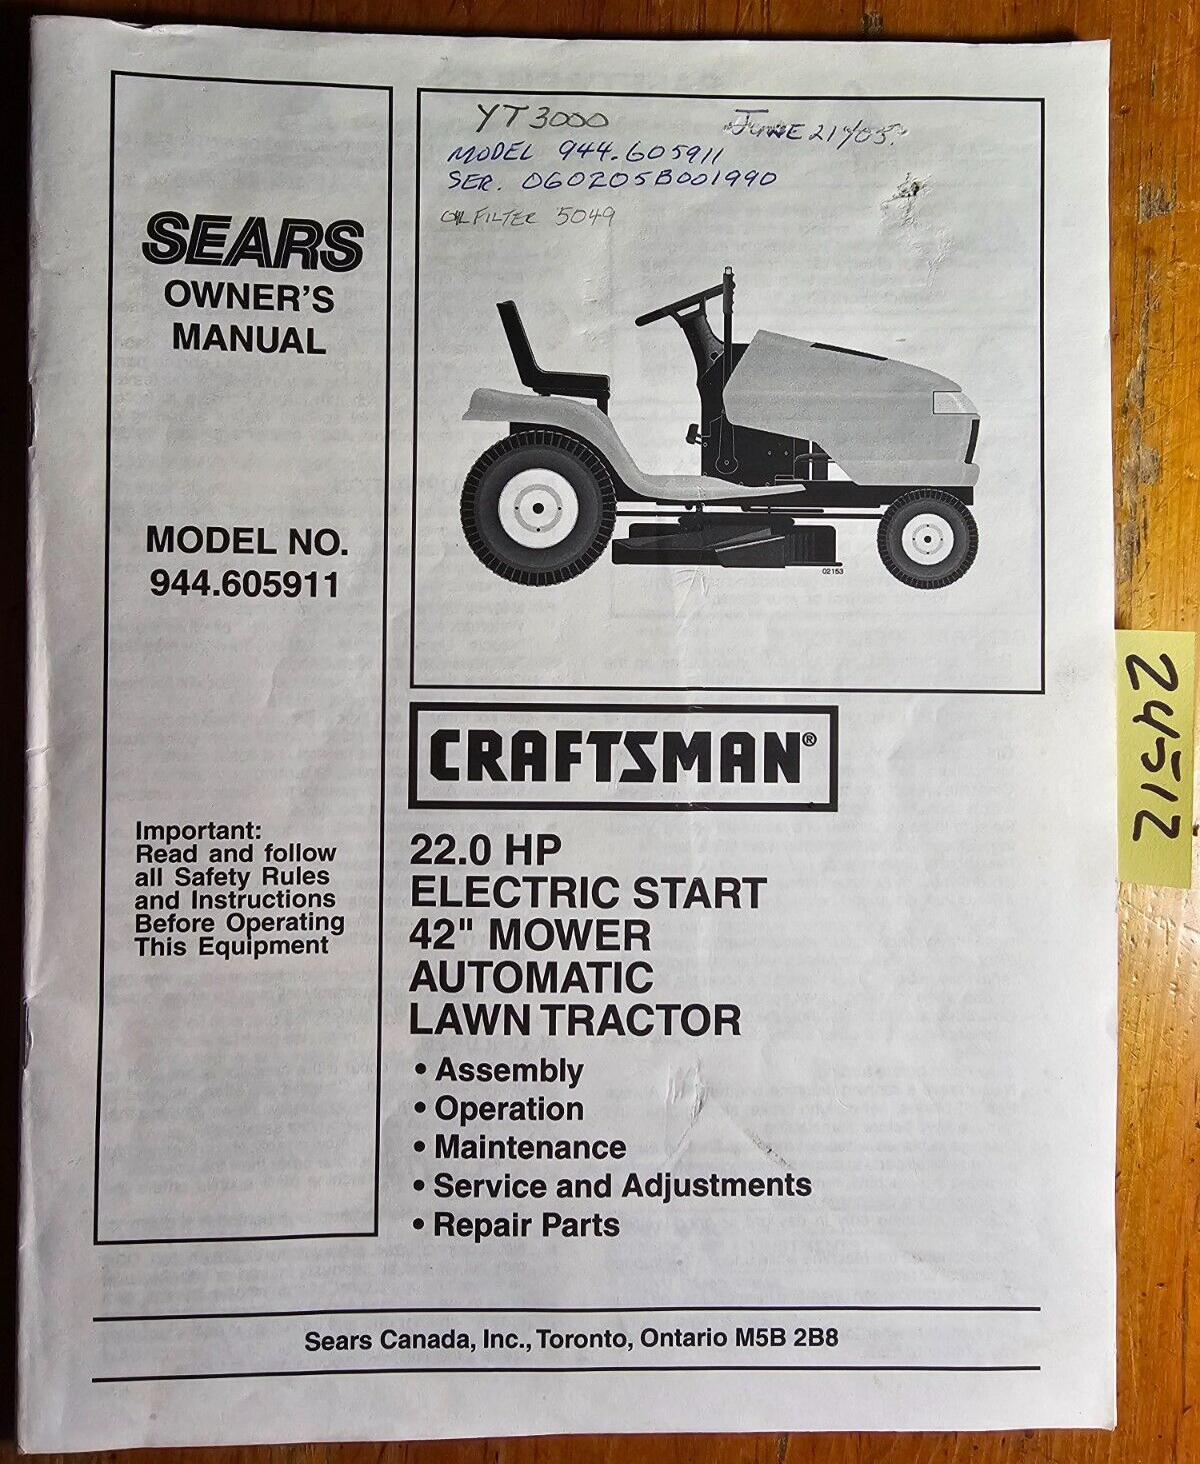 YT3000
JUNE 21/05.
MODEL 944.605911
SER. 060205B001990
OIL FILTER 5049
SEARS
OWNER'S
MANUAL
MODEL NO.
944.605911
Important:
Read and follow
all Safety Rules
and Instructions
Before Operating
This Equipment
02153
CRAFTSMAN®
22.0 HP
ELECTRIC START
42" MOWER
AUTOMATIC
LAWN TRACTOR
• Assembly
• Operation
• Maintenance
• Service and Adjustments
• Repair Parts
Sears Canada, Inc., Toronto, Ontario M5B 2B8
24512